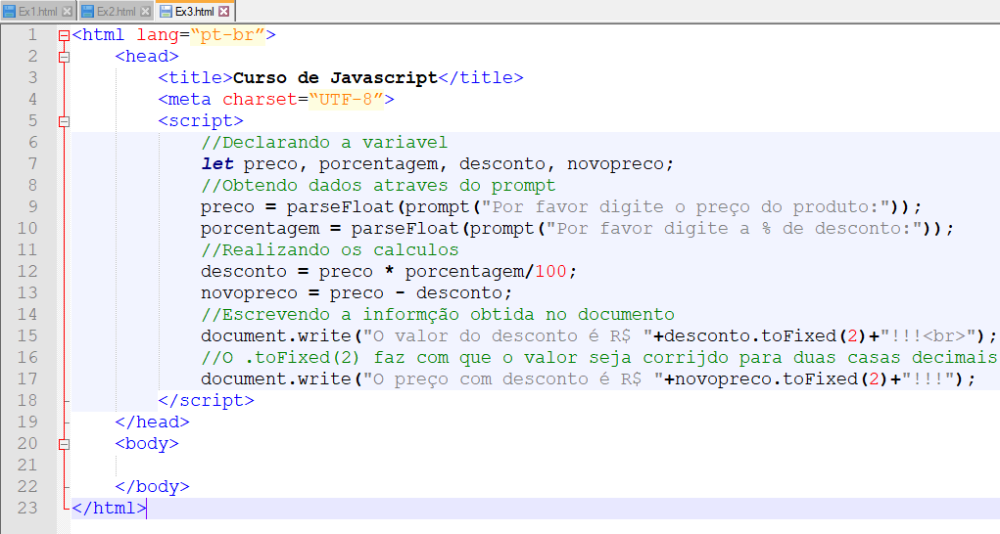 Ex1.html Ex2.html Ex3.html
1 <html lang=“pt-br”>
2 <head>
3 <title>Curso de Javascript</title>
4 <meta charset=“UTF-8”>
5 <script>
6 //Declarando a variavel
7 let preco, porcentagem, desconto, novopreco;
8 //Obtendo dados atraves do prompt
9 preco = parseFloat(prompt("Por favor digite o preço do produto:"));
10 porcentagem = parseFloat(prompt("Por favor digite a % de desconto:"));
11 //Realizando os calculos
12 desconto = preco * porcentagem/100;
13 novopreco = preco - desconto;
14 //Escrevendo a informção obtida no documento
15 document.write("O valor do desconto é R$ "+desconto.toFixed(2)+"!!!<br>");
16 //O .toFixed(2) faz com que o valor seja corrijdo para duas casas decimais
17 document.write("O preço com desconto é R$ "+novopreco.toFixed(2)+"!!!");
18 </script>
19 </head>
20 <body>
21
22 </body>
23 </html>